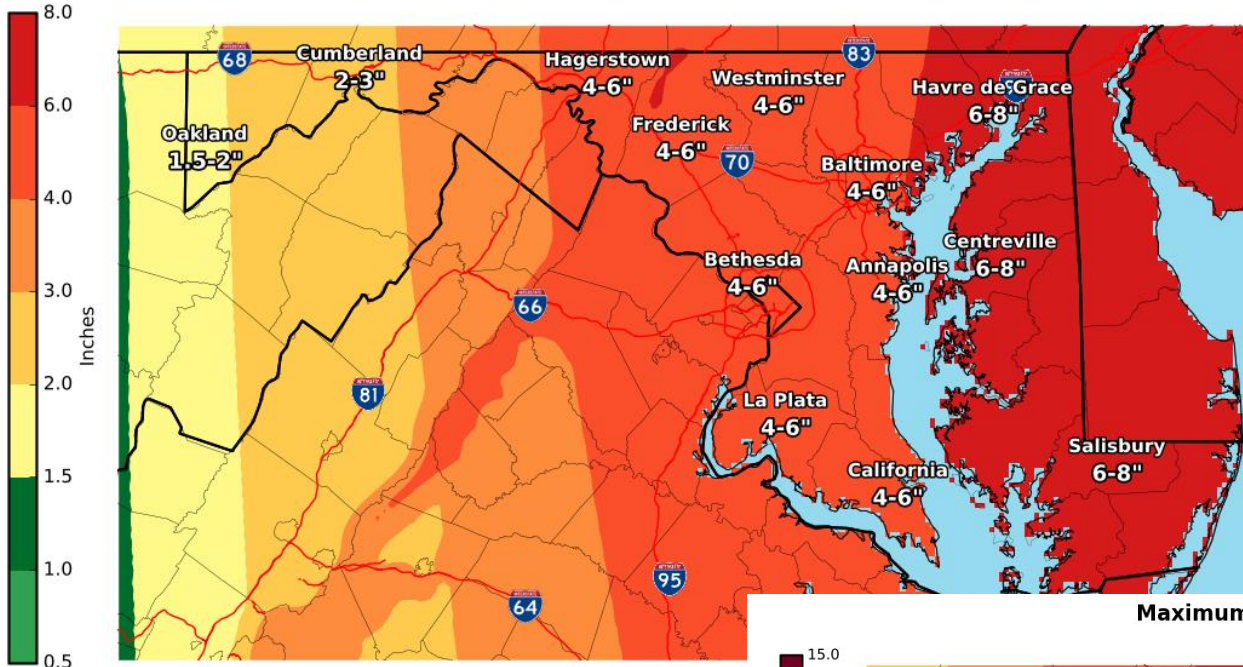 8.0
6.0
4.0
3.0
2.0
1.5
1.0
0.5
Inches
68
Cumberland
2-3"
Hagerstown
4-6"
83
Westminster
4-6"
Havre de Grace
6-8"
Oakland
1.5-2"
Frederick
4-6"
70
Baltimore
4-6"
Bethesda
4-6"
Annapolis
4-6"
Centreville
6-8"
66
81
La Plata
4-6"
California
4-6"
Salisbury
6-8"
95
64
Maximum
15.0